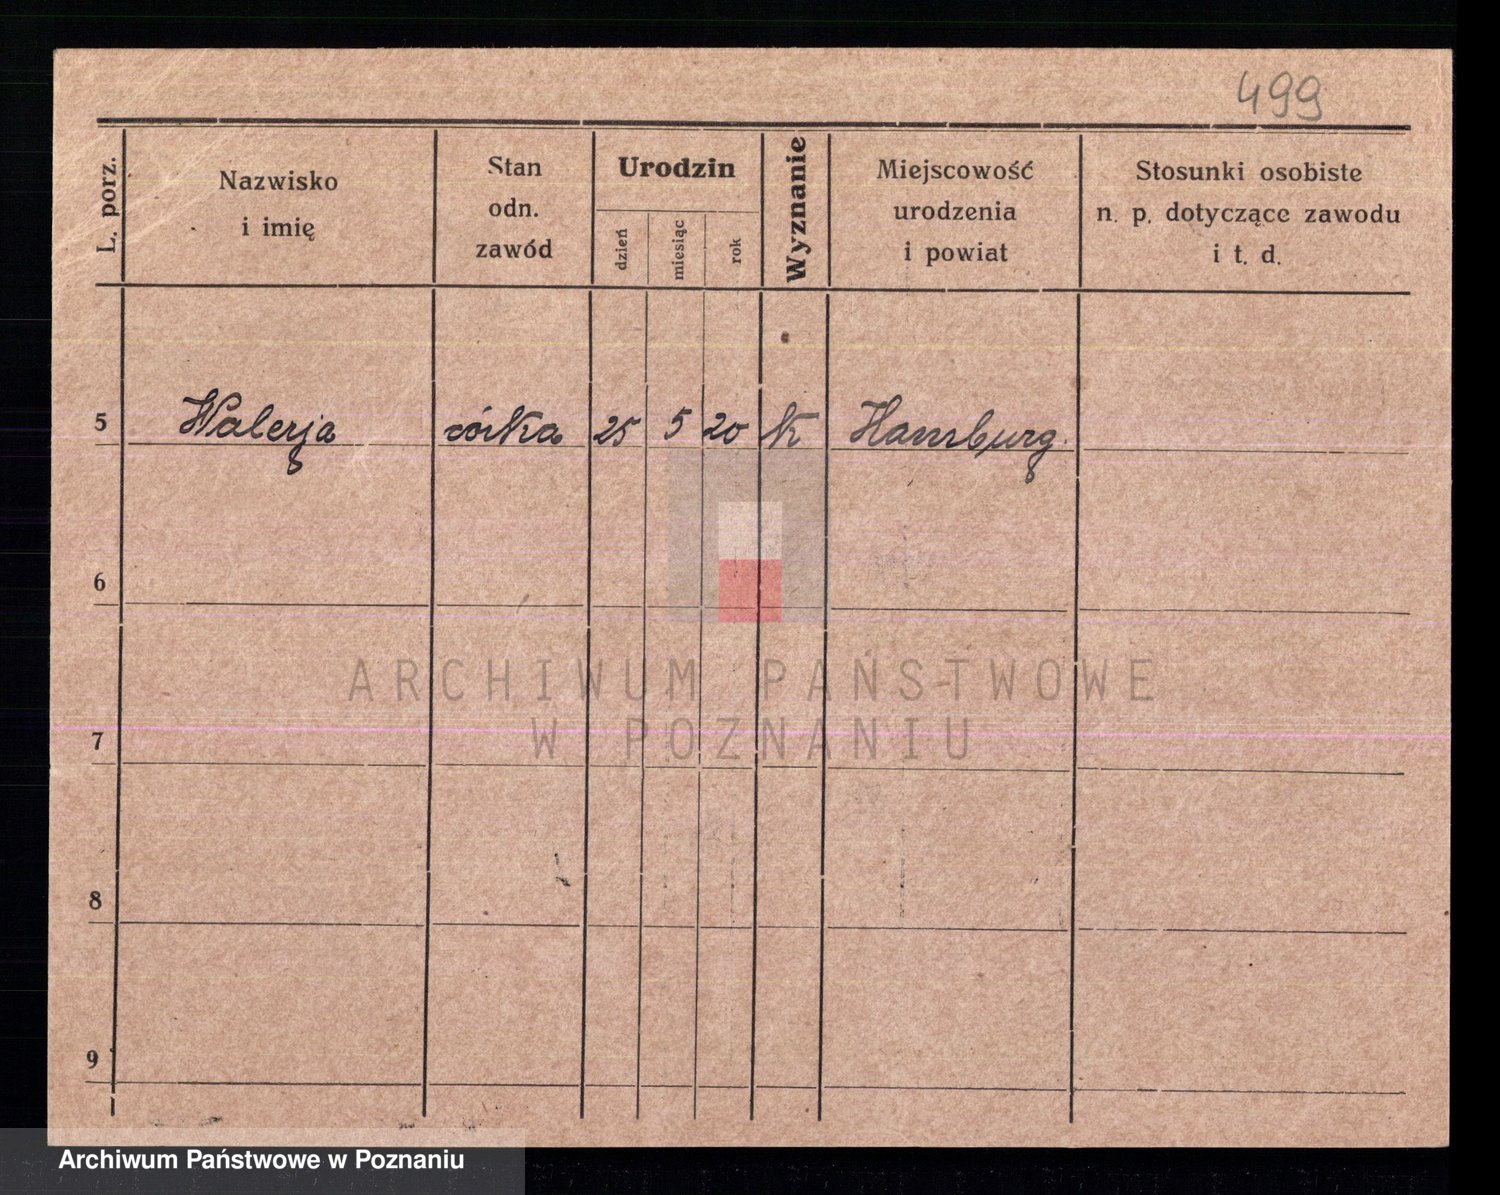 499
L. porz.
Nazwisko
i imię
Stan
odn.
zawód
Urodzin
dzień
miesiąc
rok
Wyznanie
Miejscowość
urodzenia
i powiat
Stosunki osobiste
n. p. dotyczące zawodu
i t. d.
5 Walerja córka 25 5 20 K Hamburg.
6
ARCHIWUM PAŃSTWOWE
W POZNANIU
7
8
9
Archiwum Państwowe w Poznaniu